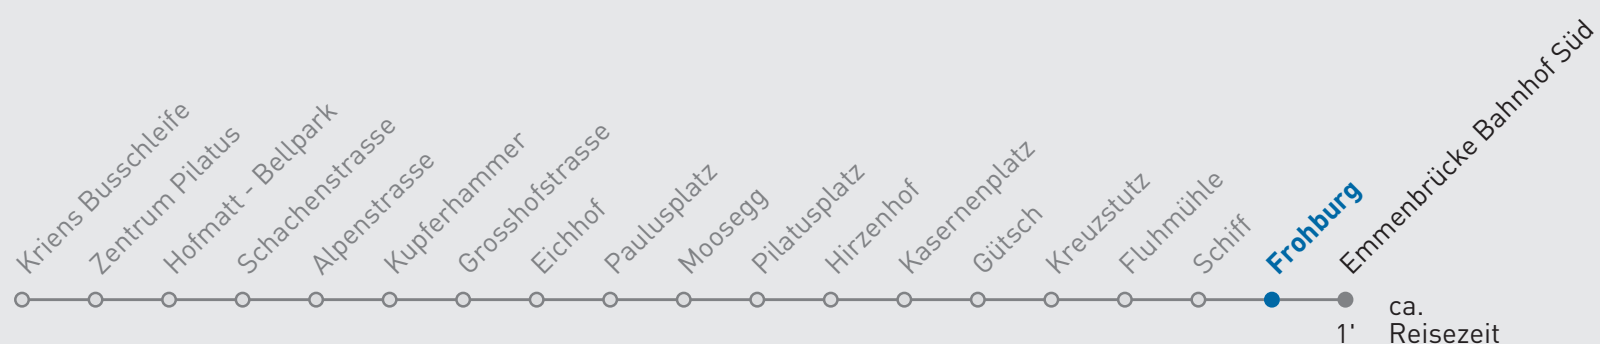 Kriens Busschleife
Zentrum Pilatus
Hofmatt - Bellpark
Schachenstrasse
Alpenstrasse
Kupferhammer
Grosshofstrasse
Eichhof
Paulusplatz
Moosegg
Pilatusplatz
Hirzenhof
Kasernenplatz
Gütsch
Kreuzstutz
Fluhmühle
Schiff
Frohburg
Emmenbrücke Bahnhof Süd
ca.
1' Reisezeit